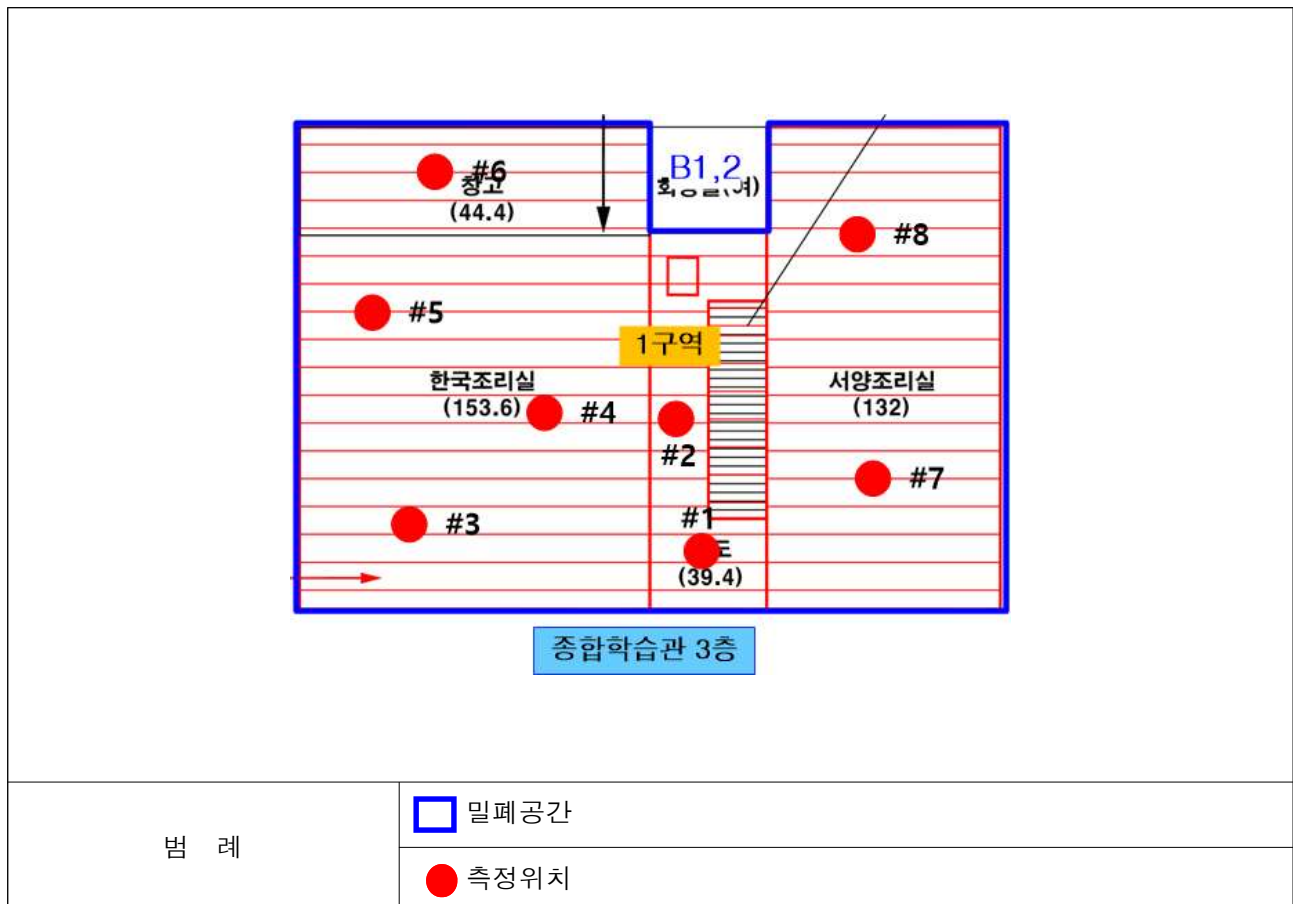 #6
창고
(44.4)
B1,2
#8
#5
1구역
한국조리실
(153.6)
#4
서양조리실
(132)
#2
#7
#3
#1
(39.4)
종합학습관 3층
범 례
밀폐공간
측정위치